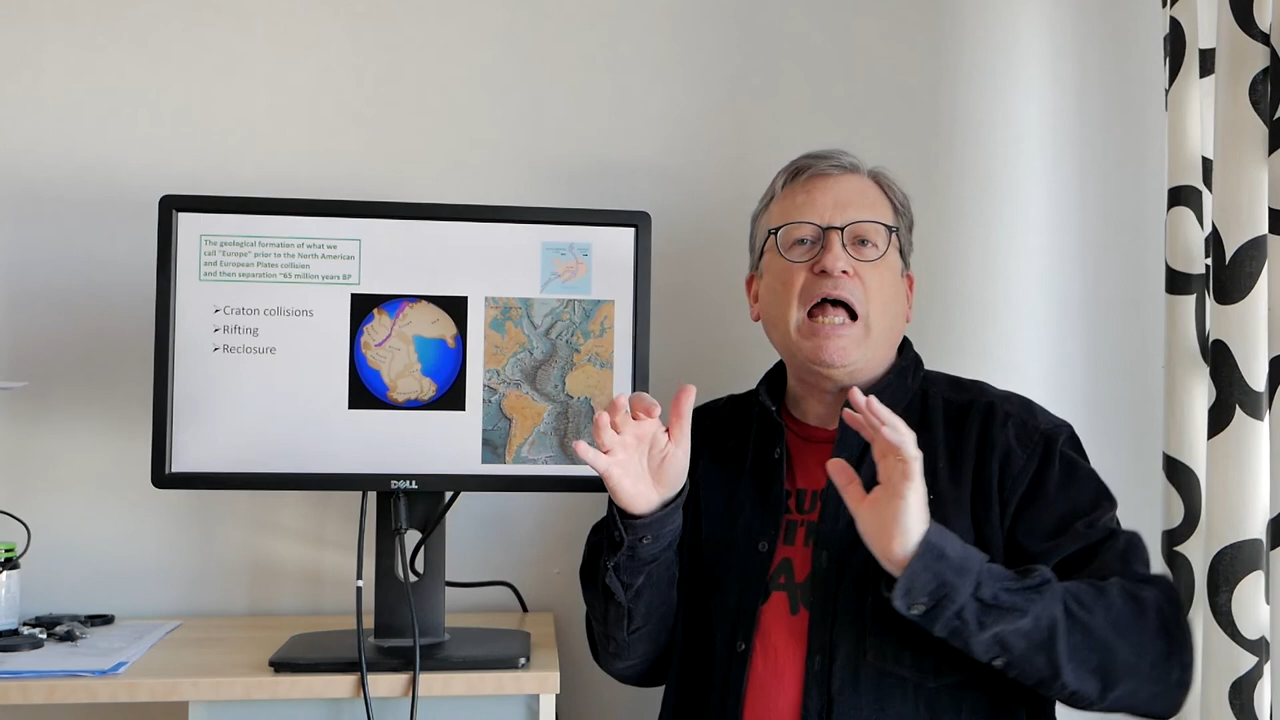 The geological formation of what we
call "Europe" prior to the North American
and European Plates collision
and then separation ~65 million years BP
➢Craton collisions
➢Rifting
➢Reclosure
DELL